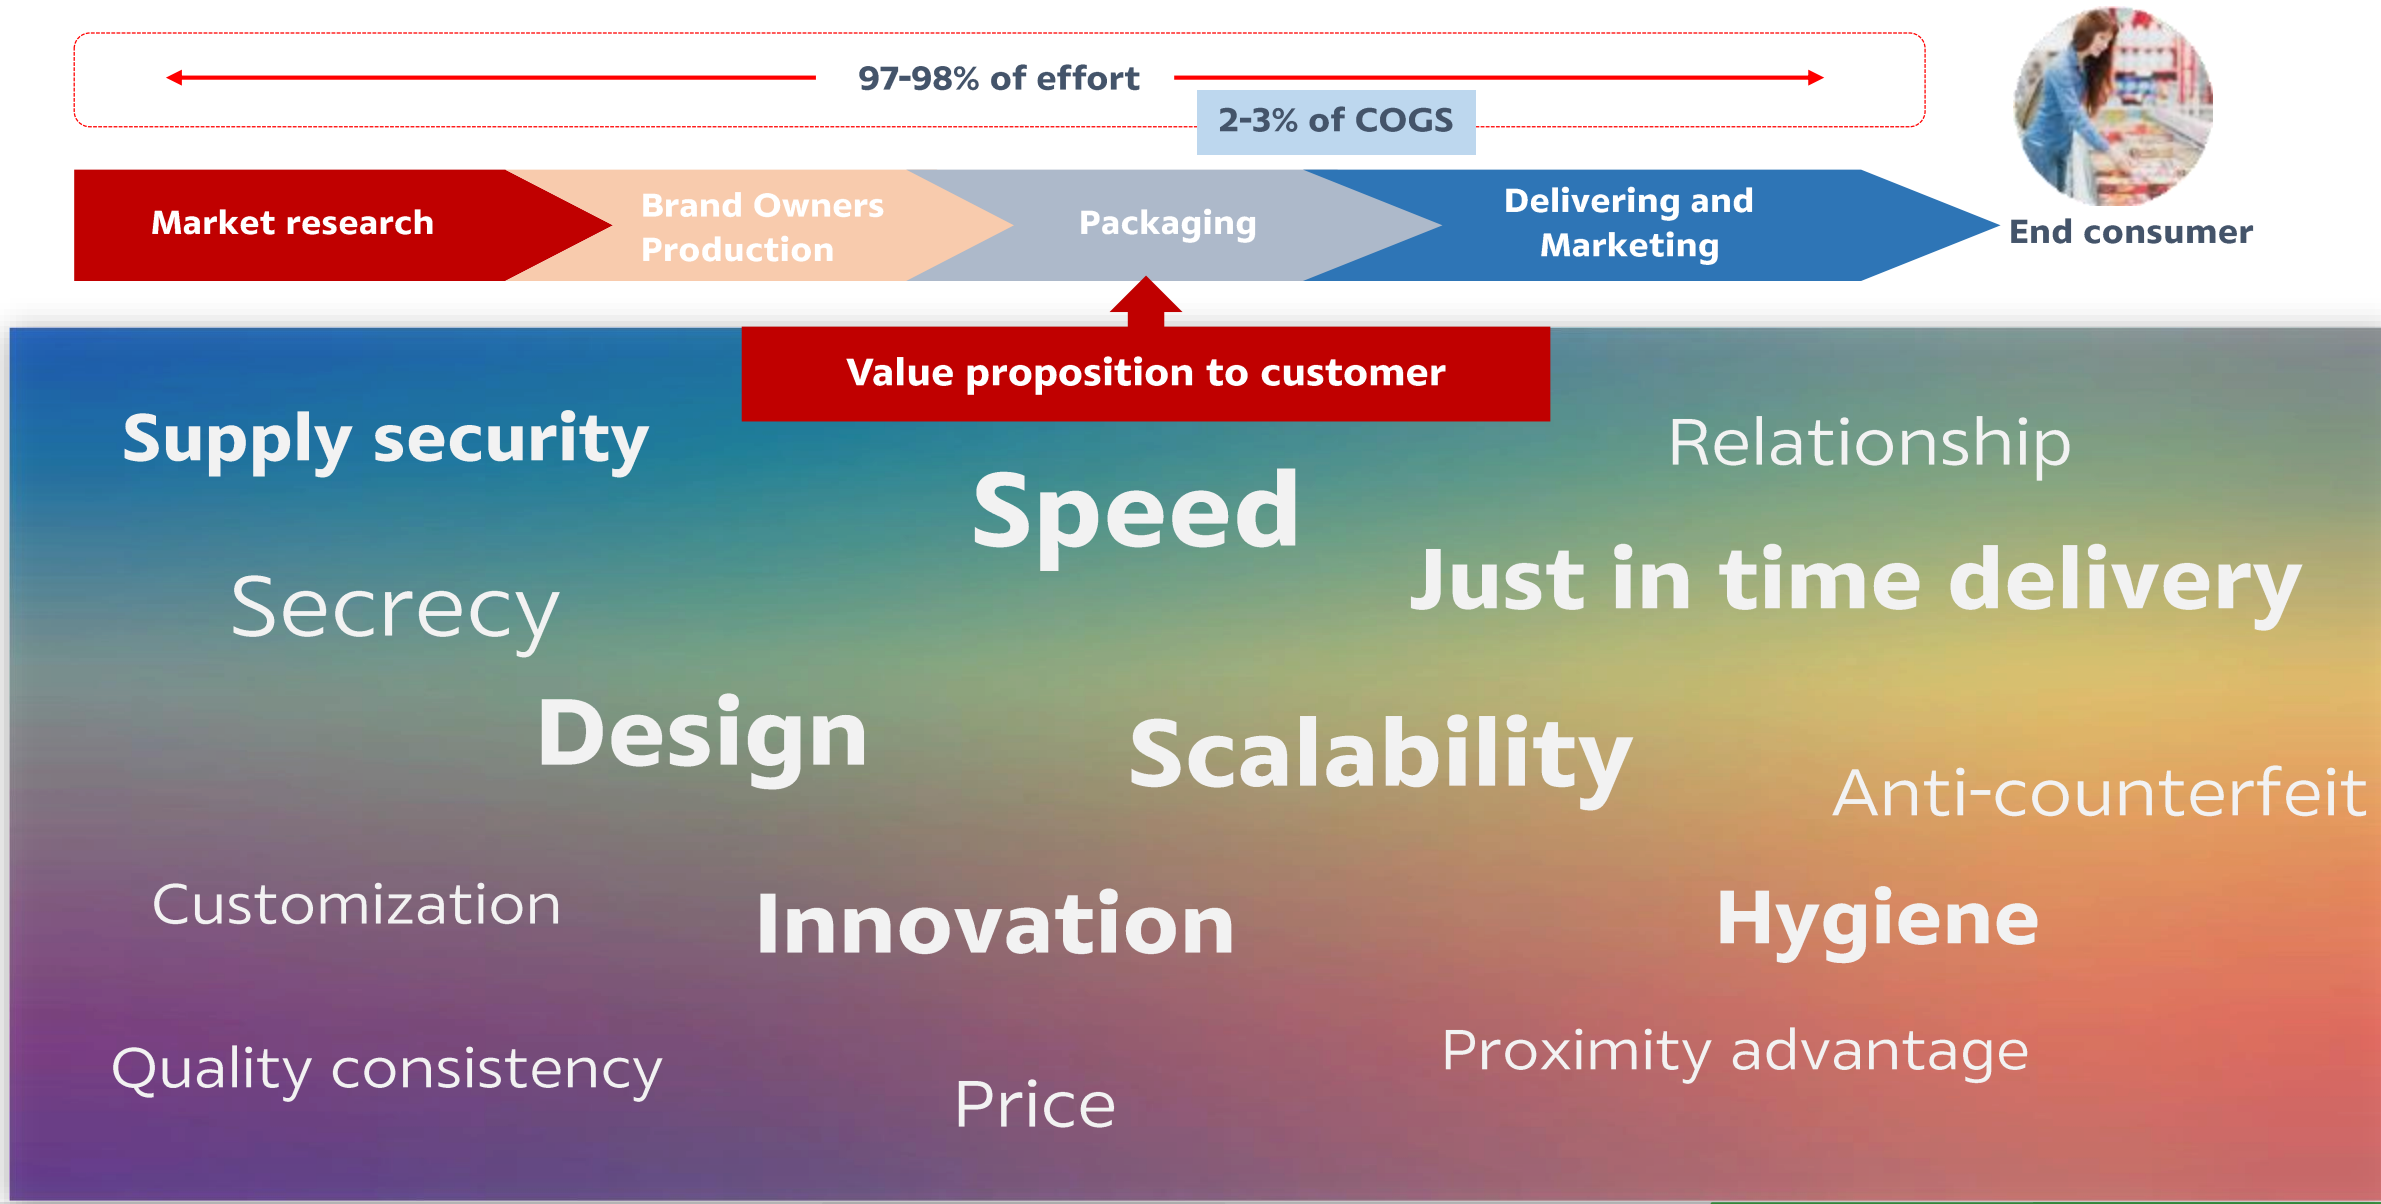 97-98% of effort
2-3% of COGS
Market research
Brand Owners
Production
Packaging
Delivering and
Marketing
End consumer
Value proposition to customer
Supply security
Relationship
Speed
Just in time delivery
Secrecy
Design
Scalability
Anti-counterfeit
Customization
Innovation
Hygiene
Quality consistency
Proximity advantage
Price